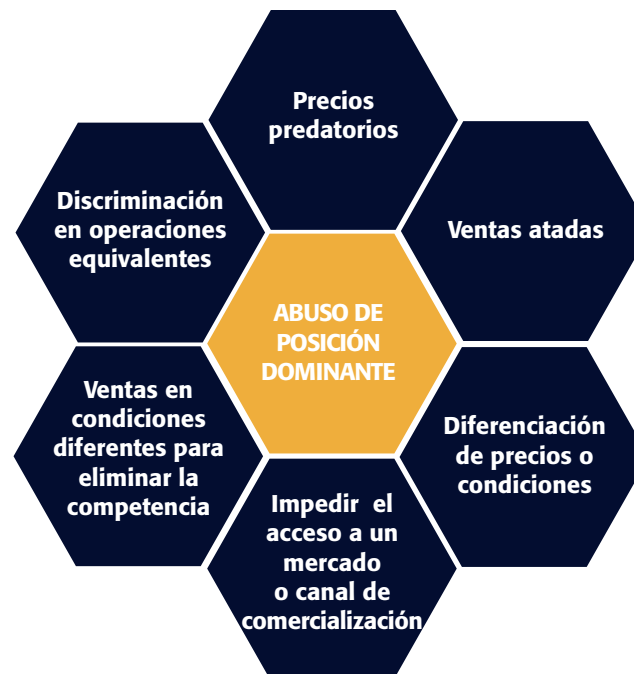 Precios
predatorios
Discriminación
en operaciones
equivalentes
Ventas atadas
ABUSO DE
POSICIÓN
DOMINANTE
Ventas en
condiciones
diferentes para
eliminar la
competencia
Diferenciación
de precios o
condiciones
Impedir el
acceso a un
mercado
o canal de
comercialización